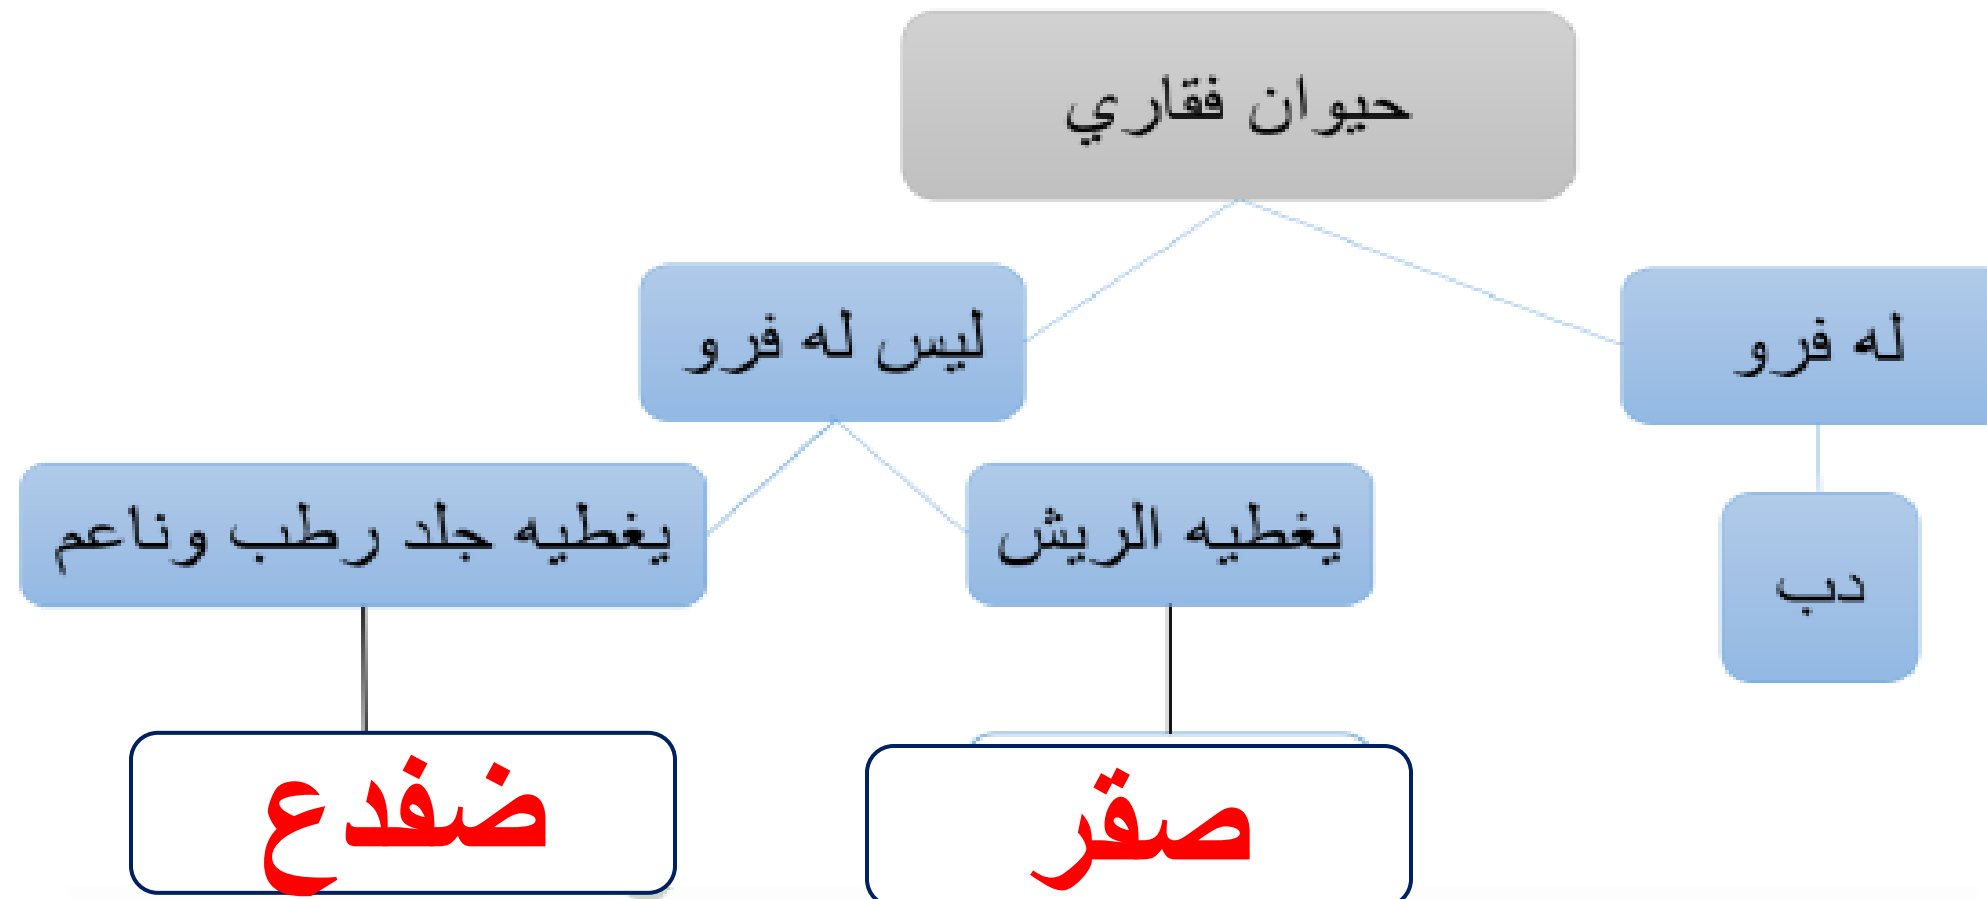 حيوان فقاري
له فرو
ليس له فرو
يغطيه الريش
يغطيه جلد رطب وناعم
دب
صقر
ضفدع